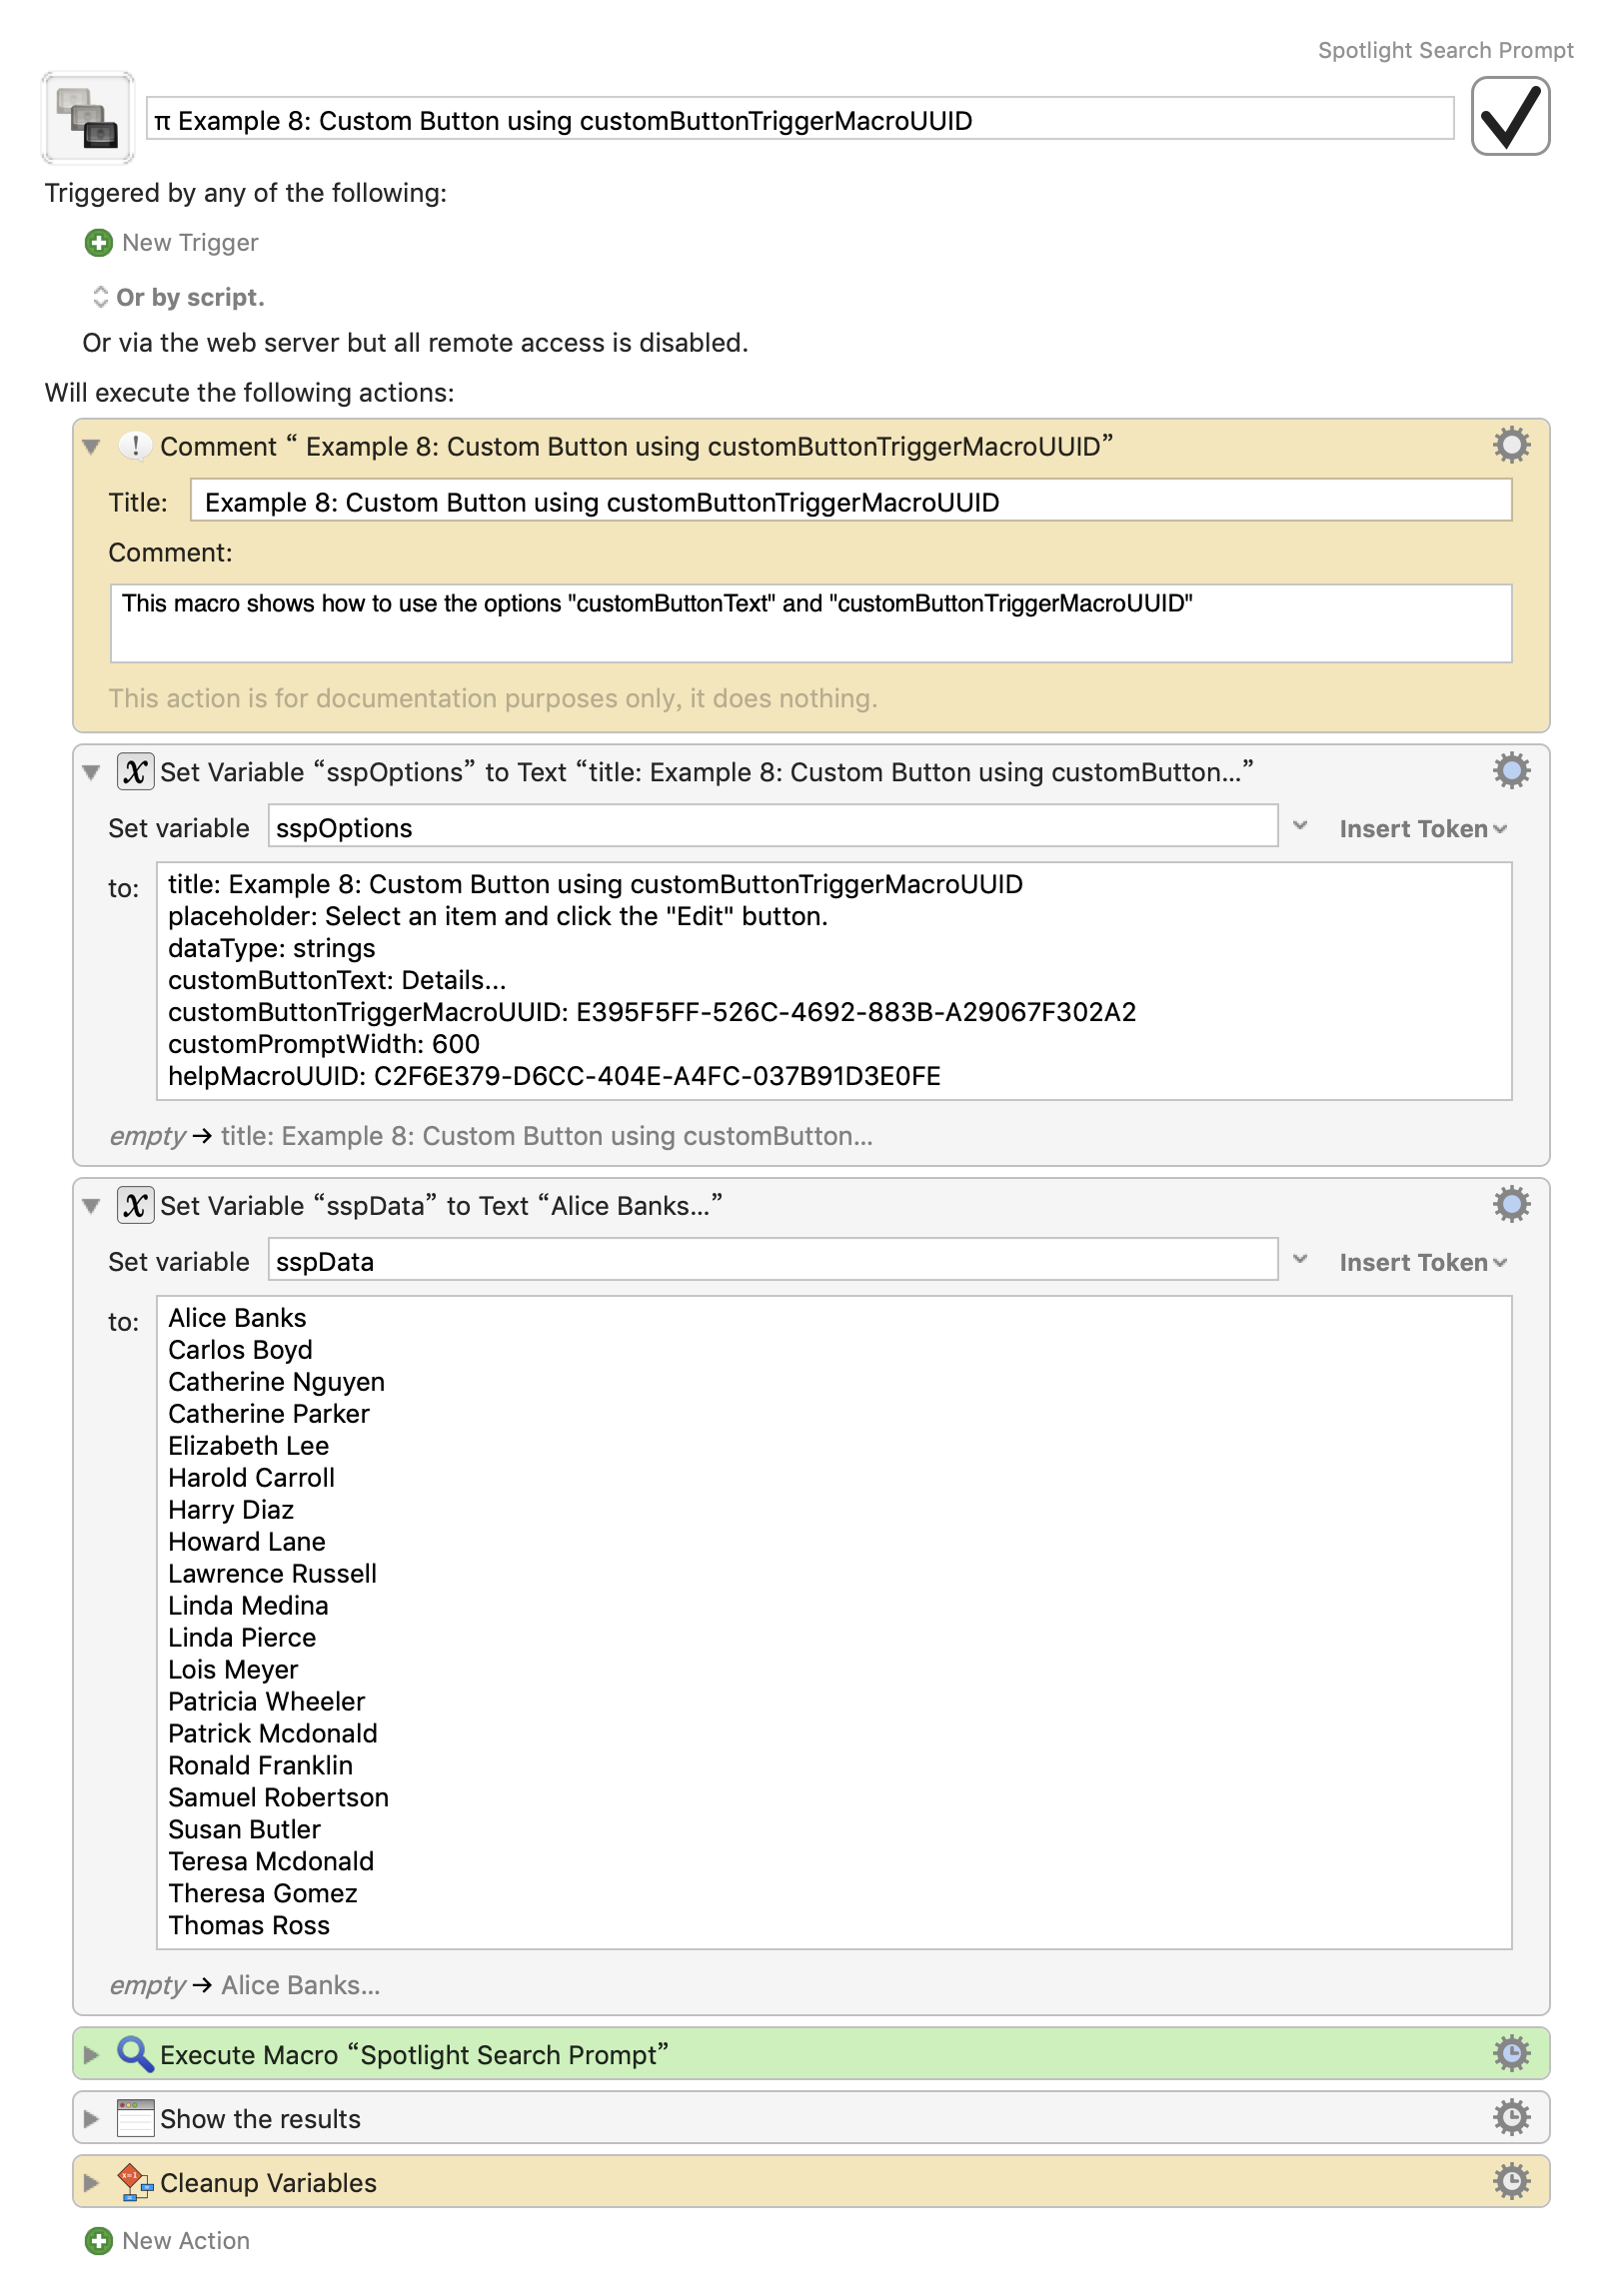 Spotlight Search Prompt
π Example 8: Custom Button using customButtonTriggerMacroUUID
Triggered by any of the following:
New Trigger
Or by script.
Or via the web server but all remote access is disabled.
Will execute the following actions:
Comment “ Example 8: Custom Button using customButtonTriggerMacroUUID”
Title: Example 8: Custom Button using customButtonTriggerMacroUUID
Comment:
This macro shows how to use the options "customButtonText" and "customButtonTriggerMacroUUID"
This action is for documentation purposes only, it does nothing.
Set Variable “sspOptions” to Text “title: Example 8: Custom Button using customButton…”
Set variable sspOptions Insert Token
to: title: Example 8: Custom Button using customButtonTriggerMacroUUID
placeholder: Select an item and click the "Edit" button.
dataType: strings
customButtonText: Details...
customButtonTriggerMacroUUID: E395F5FF-526C-4692-883B-A29067F302A2
customPromptWidth: 600
helpMacroUUID: C2F6E379-D6CC-404E-A4FC-037B91D3E0FE
empty → title: Example 8: Custom Button using customButton…
Set Variable “sspData” to Text “Alice Banks…”
Set variable sspData Insert Token
to: Alice Banks
Carlos Boyd
Catherine Nguyen
Catherine Parker
Elizabeth Lee
Harold Carroll
Harry Diaz
Howard Lane
Lawrence Russell
Linda Medina
Linda Pierce
Lois Meyer
Patricia Wheeler
Patrick Mcdonald
Ronald Franklin
Samuel Robertson
Susan Butler
Teresa Mcdonald
Theresa Gomez
Thomas Ross
empty → Alice Banks…
Execute Macro “Spotlight Search Prompt”
Show the results
x=1 Cleanup Variables
New Action